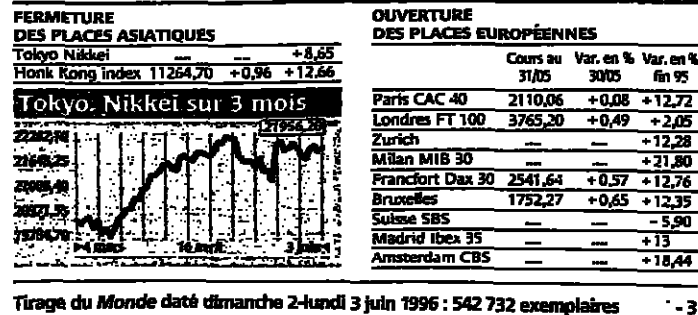 FERMETURE
DES PLACES ASIATIQUES
Tokyo Nikkei — — +8,65
Honk Kong index 11264,70 +0,96 +12,66
Tokyo. Nikkei sur 3 mois
21956,20
3 juin
OUVERTURE
DES PLACES EUROPÉENNES
Cours au Var. en % Var. en %
31/05 30/05 fin 95
Paris CAC 40 2110,06 +0,08 +12,72
Londres FT 100 3765,20 +0,49 +2,05
Zurich — — +12,28
Milan MIB 30 — — +21,80
Francfort Dax 30 2541,64 +0,57 +12,76
Bruxelles 1752,27 +0,65 +12,35
Suisse SBS — — -5,90
Madrid Ibex 35 — — +13
Amsterdam CBS — — +18,44
Tirage du Monde daté dimanche 2-lundi 3 juin 1996 : 542 732 exemplaires - 3